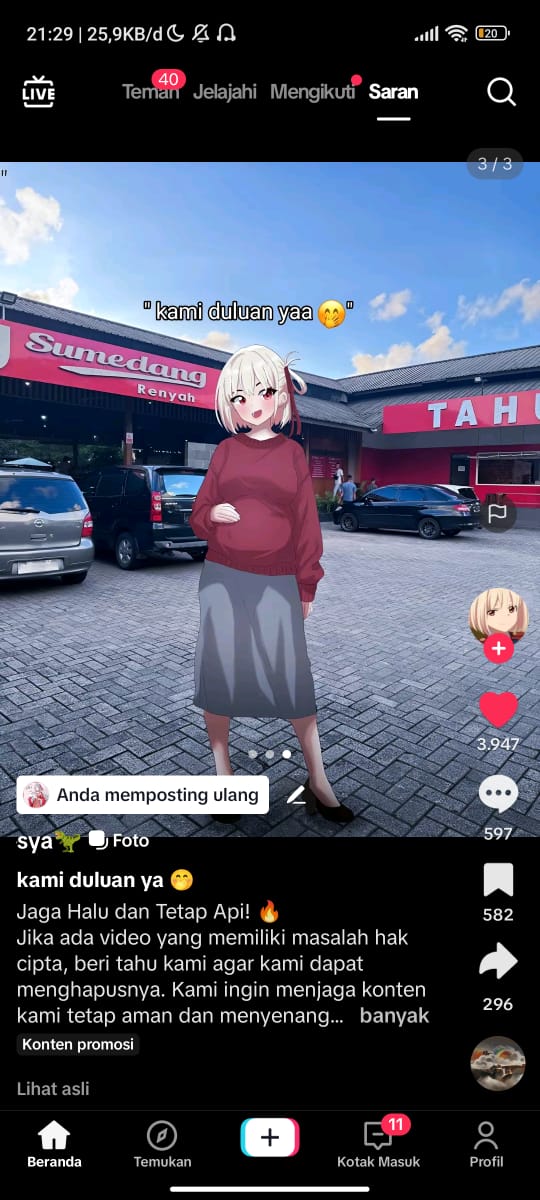 21:29 | 25,9KB/d
20
LIVE
Teman
40
Jelajahi
Mengikuti
Saran
3 / 3
"
" kami duluan yaa 🤭"
Sumedang
Renyah
TAHU
3.947
Anda memposting ulang
597
sya🦖 Foto
kami duluan ya 🤭
582
Jaga Halu dan Tetap Api! 🔥
Jika ada video yang memiliki masalah hak
cipta, beri tahu kami agar kami dapat
menghapusnya. Kami ingin menjaga konten
kami tetap aman dan menyenang... banyak
296
Konten promosi
Lihat asli
Beranda
Temukan
11
Kotak Masuk
Profil